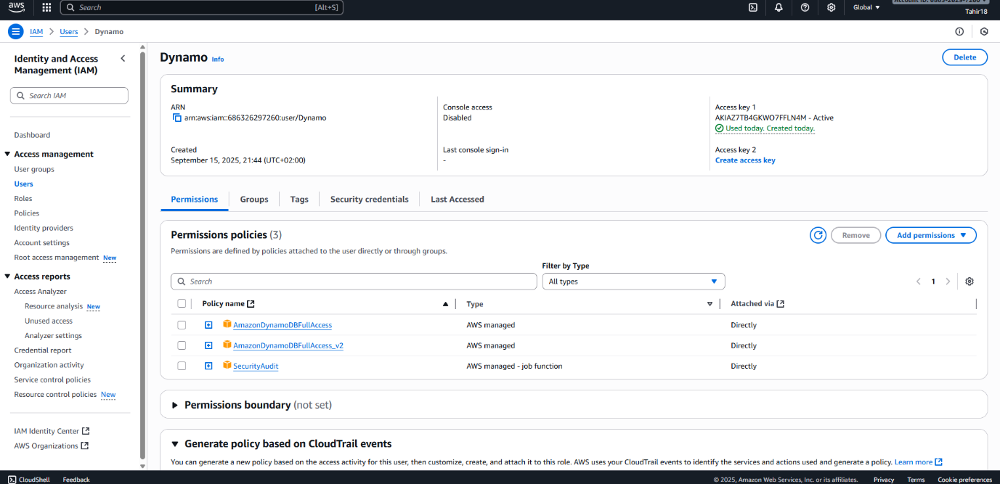 aws
Search [Alt+S]
Global
Account ID: 6863-2629-7260
Tahir18
IAM > Users > Dynamo
Identity and Access
Management (IAM)
Search IAM
Dashboard
Access management
User groups
Users
Roles
Policies
Identity providers
Account settings
Root access management New
Access reports
Access Analyzer
Resource analysis New
Unused access
Analyzer settings
Credential report
Organization activity
Service control policies
Resource control policies New
IAM Identity Center
AWS Organizations
Dynamo Info
Delete
Summary
ARN
arn:aws:iam::686326297260:user/Dynamo
Created
September 15, 2025, 21:44 (UTC+02:00)
Console access
Disabled
Last console sign-in
-
Access key 1
AKIAZ7TB4GKWO7FFLN4M - Active
Used today. Created today.
Access key 2
Create access key
Permissions Groups Tags Security credentials Last Accessed
Permissions policies (3)
Remove Add permissions
Permissions are defined by policies attached to the user directly or through groups.
Filter by Type
Search All types 1
Policy name Type Attached via
AmazonDynamoDBFullAccess AWS managed Directly
AmazonDynamoDBFullAccess_v2 AWS managed Directly
SecurityAudit AWS managed - job function Directly
Permissions boundary (not set)
Generate policy based on CloudTrail events
You can generate a new policy based on the access activity for this user, then customize, create, and attach it to this role. AWS uses your CloudTrail events to identify the services and actions used and generate a policy. Learn more
CloudShell Feedback © 2025, Amazon Web Services, Inc. or its affiliates. Privacy Terms Cookie preferences